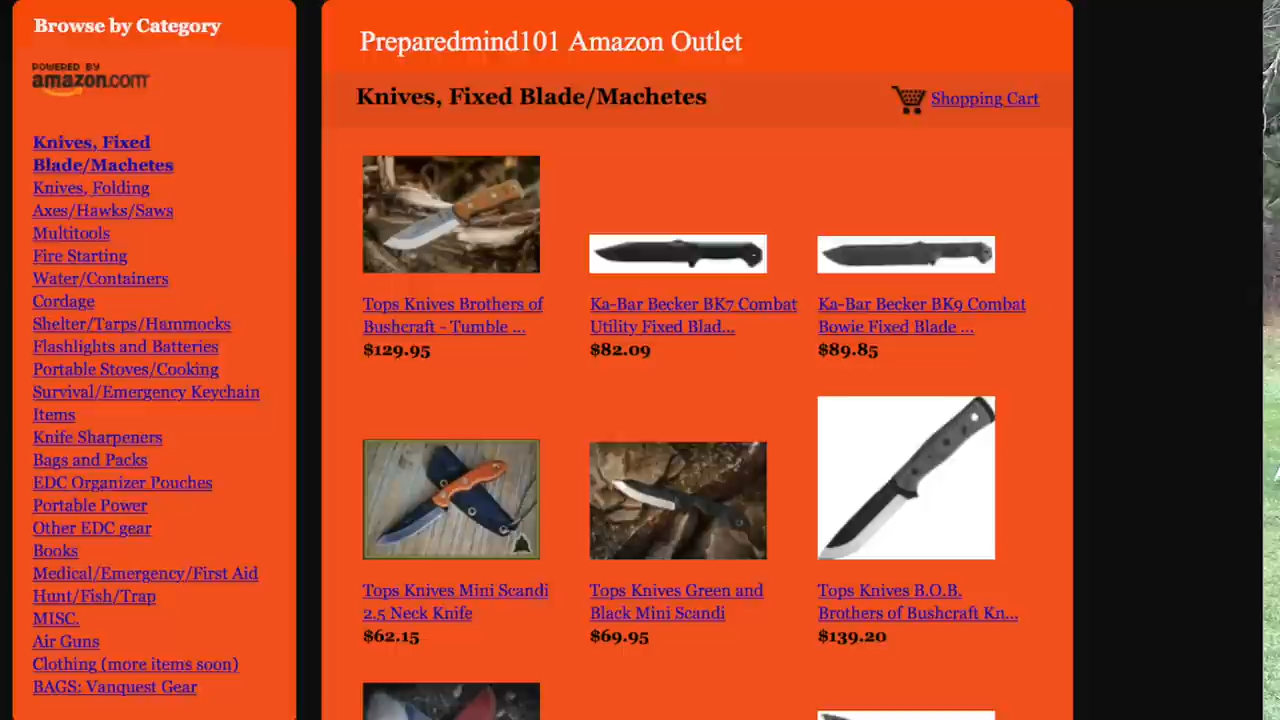 Browse by Category
POWERED BY
amazon.com
Knives, Fixed
Blade/Machetes
Knives, Folding
Axes/Hawks/Saws
Multitools
Fire Starting
Water/Containers
Cordage
Shelter/Tarps/Hammocks
Flashlights and Batteries
Portable Stoves/Cooking
Survival/Emergency Keychain
Items
Knife Sharpeners
Bags and Packs
EDC Organizer Pouches
Portable Power
Other EDC gear
Books
Medical/Emergency/First Aid
Hunt/Fish/Trap
MISC.
Air Guns
Clothing (more items soon)
BAGS: Vanquest Gear
Preparedmind101 Amazon Outlet
Knives, Fixed Blade/Machetes
Shopping Cart
Tops Knives Brothers of
Bushcraft - Tumble ...
$129.95
Ka-Bar Becker BK7 Combat
Utility Fixed Blad...
$82.09
Ka-Bar Becker BK9 Combat
Bowie Fixed Blade ...
$89.85
Tops Knives Mini Scandi
2.5 Neck Knife
$62.15
Tops Knives Green and
Black Mini Scandi
$69.95
Tops Knives B.O.B.
Brothers of Bushcraft Kn...
$139.20